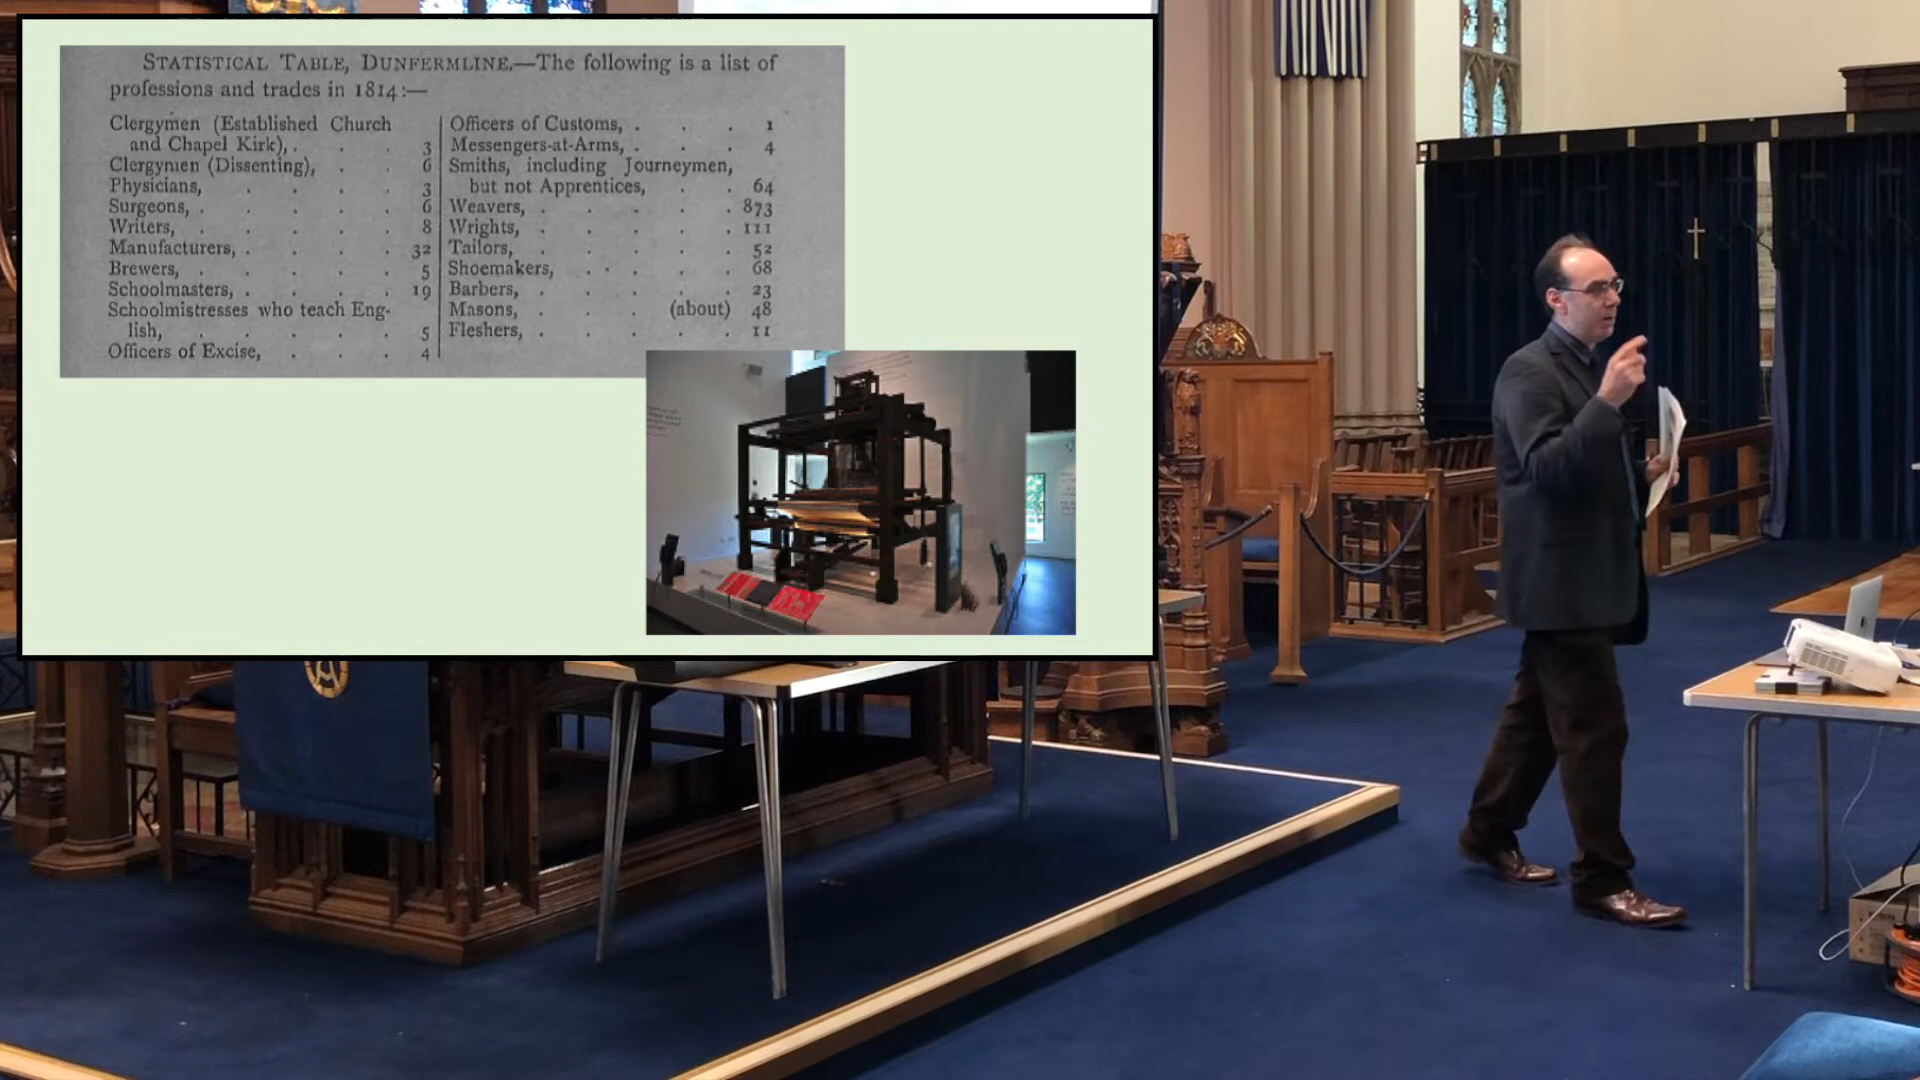 STATISTICAL TABLE, DUNFERMLINE.—The following is a list of
professions and trades in 1814:—
Clergymen (Established Church
and Chapel Kirk), . . . 3
Clergymen (Dissenting), . . 6
Physicians, . . . . 3
Surgeons, . . . . . 6
Writers, . . . . . 8
Manufacturers, . . . . 32
Brewers, . . . . . 5
Schoolmasters, . . . . 19
Schoolmistresses who teach Eng-
lish, . . . . . 5
Officers of Excise, . . . 4
Officers of Customs, . . . 1
Messengers-at-Arms, . . . 4
Smiths, including Journeymen,
but not Apprentices, . . 64
Weavers, . . . . . 873
Wrights, . . . . . 111
Tailors, . . . . . 52
Shoemakers, . . . . . 68
Barbers, . . . . . 23
Masons, . . . (about) 48
Fleshers, . . . . . 11